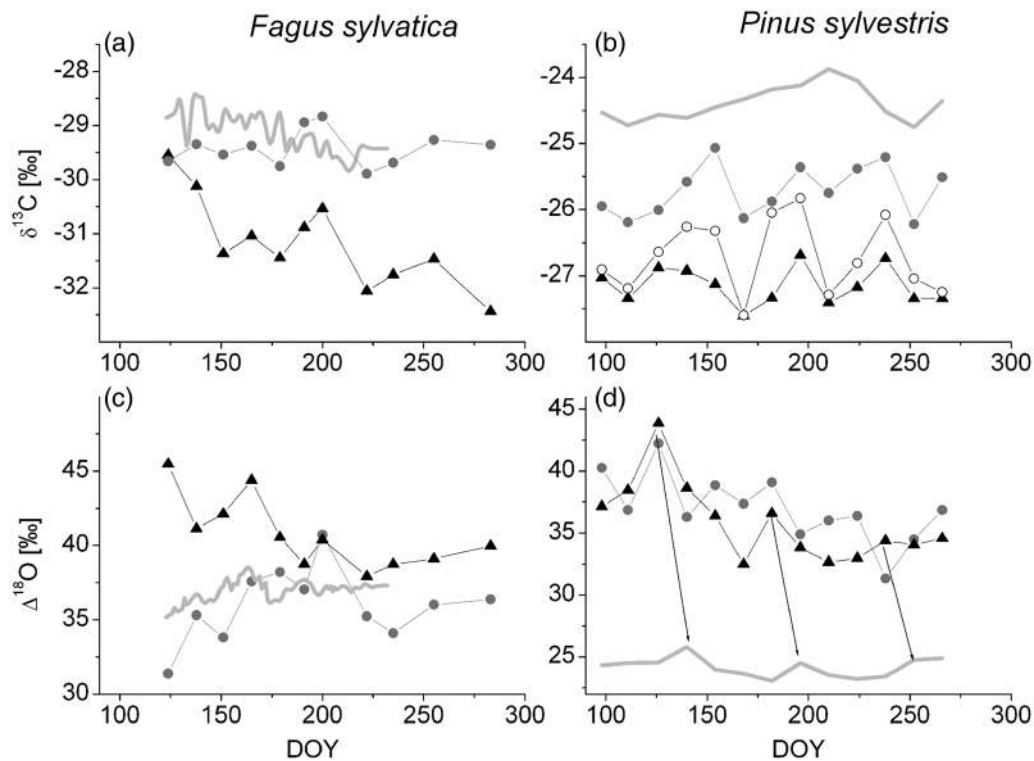 Fagus sylvatica
Pinus sylvestris
(a)
(b)
-28
-29
-30
-31
-32
δ13C [‰]
-24
-25
-26
-27
100 150 200 250 300
100 150 200 250 300
(c)
(d)
45
40
35
30
Δ18O [‰]
45
40
35
30
25
100 150 200 250 300
100 150 200 250 300
DOY
DOY